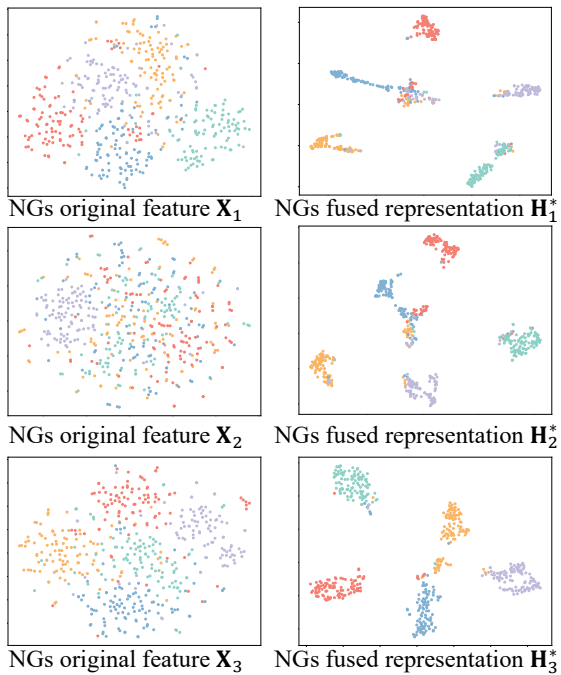 NGs original feature X₁
NGs fused representation H₁*
NGs original feature X₂
NGs fused representation H₂*
NGs original feature X₃
NGs fused representation H₃*